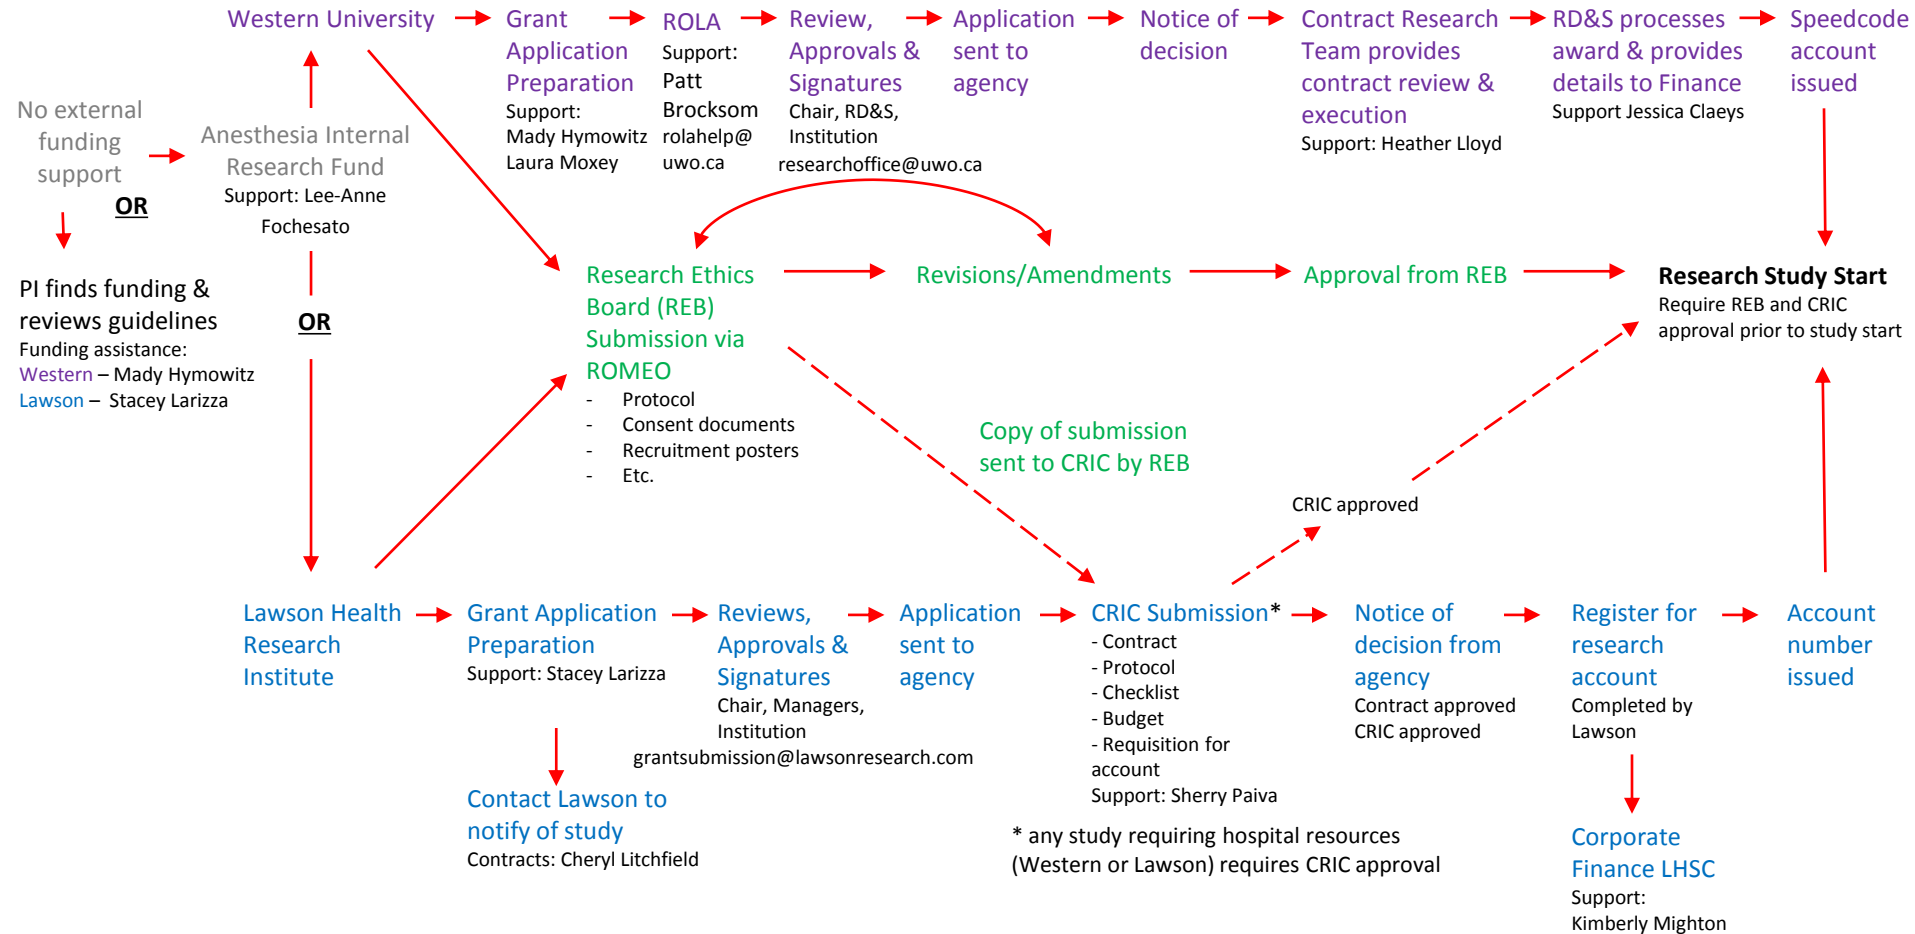 Western University
Grant
Application
Preparation
Support:
Mady Hymowitz
Laura Moxey
ROLA
Support:
Patt
Brocksom
rolahelp@
uwo.ca
Review,
Approvals &
Signatures
Chair, RD&S,
Institution
researchoffice@uwo.ca
Application
sent to
agency
Notice of
decision
Contract Research
Team provides
contract review &
execution
Support: Heather Lloyd
RD&S processes
award & provides
details to Finance
Support Jessica Claeys
Speedcode
account
issued
No external
funding
support
OR
Anesthesia Internal
Research Fund
Support: Lee-Anne
Fochesato
PI finds funding &
reviews guidelines
Funding assistance:
Western – Mady Hymowitz
Lawson – Stacey Larizza
OR
Research Ethics
Board (REB)
Submission via
ROMEO
- Protocol
- Consent documents
- Recruitment posters
- Etc.
Revisions/Amendments
Approval from REB
Research Study Start
Require REB and CRIC
approval prior to study start
Copy of submission
sent to CRIC by REB
CRIC approved
Lawson Health
Research
Institute
Grant Application
Preparation
Support: Stacey Larizza
Contact Lawson to
notify of study
Contracts: Cheryl Litchfield
Reviews,
Approvals &
Signatures
Chair, Managers,
Institution
grantsubmission@lawsonresearch.com
Application
sent to
agency
CRIC Submission*
- Contract
- Protocol
- Checklist
- Budget
- Requisition for
account
Support: Sherry Paiva
* any study requiring hospital resources
(Western or Lawson) requires CRIC approval
Notice of
decision from
agency
Contract approved
CRIC approved
Register for
research
account
Completed by
Lawson
Corporate
Finance LHSC
Support:
Kimberly Mighton
Account
number
issued